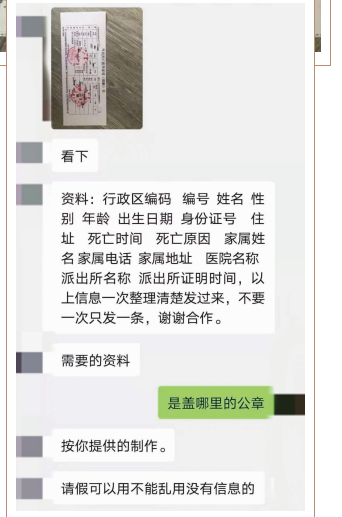 看下
资料：行政区编码 编号 姓名 性
别 年龄 出生日期 身份证号 住
址 死亡时间 死亡原因 家属姓
名 家属电话 家属地址 医院名称
派出所名称 派出所证明时间，以
上信息一次整理清楚发过来，不要
一次只发一条，谢谢合作。
需要的资料
是盖哪里的公章
按你提供的制作。
请假可以用不能乱用没有信息的